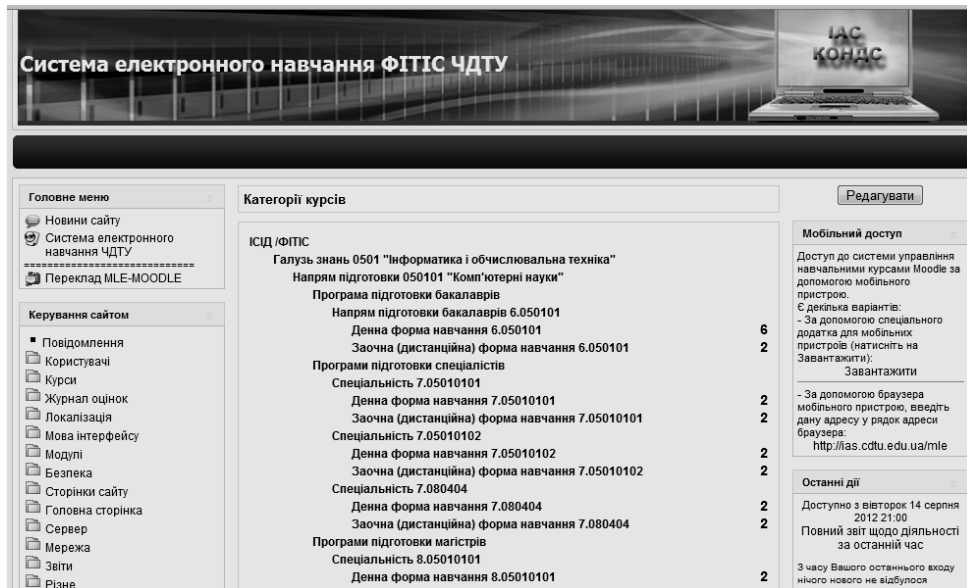 Система електронного навчання ФІТІС ЧДТУ
ІАС
КОНДС
Головне меню
Новини сайту
Система електронного
навчання ЧДТУ
==========================
Переклад MLE-MOODLE
Керування сайтом
Повідомлення
Користувачі
Курси
Журнал оцінок
Локалізація
Мова інтерфейсу
Модулі
Безпека
Сторінки сайту
Головна сторінка
Сервер
Мережа
Звіти
Різне
Категорії курсів
ІСІД /ФІТІС
Галузь знань 0501 "Інформатика і обчислювальна техніка"
Напрям підготовки 050101 "Комп'ютерні науки"
Програма підготовки бакалаврів
Напрям підготовки бакалаврів 6.050101
Денна форма навчання 6.050101 6
Заочна (дистанційна) форма навчання 6.050101 2
Програми підготовки спеціалістів
Спеціальність 7.05010101
Денна форма навчання 7.05010101 2
Заочна (дистанційна) форма навчання 7.05010101 2
Спеціальність 7.05010102
Денна форма навчання 7.05010102 2
Заочна (дистанційна) форма навчання 7.05010102 2
Спеціальність 7.080404
Денна форма навчання 7.080404 2
Заочна (дистанційна) форма навчання 7.080404 2
Програми підготовки магістрів
Спеціальність 8.05010101
Денна форма навчання 8.05010101 2
Редагувати
Мобільний доступ
Доступ до системи управління
навчальними курсами Moodle за
допомогою мобільного
пристрою.
Є декілька варіантів:
- За допомогою спеціального
додатка для мобільних
пристроїв (натисніть на
Завантажити):
Завантажити
- За допомогою браузера
мобільного пристрою, введіть
дану адресу у рядок адреси
браузера:
http://ias.cdtu.edu.ua/mle
Останні дії
Доступно з вівторок 14 серпня
2012 21:00
Повний звіт щодо діяльності
за останній час
З часу Вашого останнього входу
нічого нового не відбулося